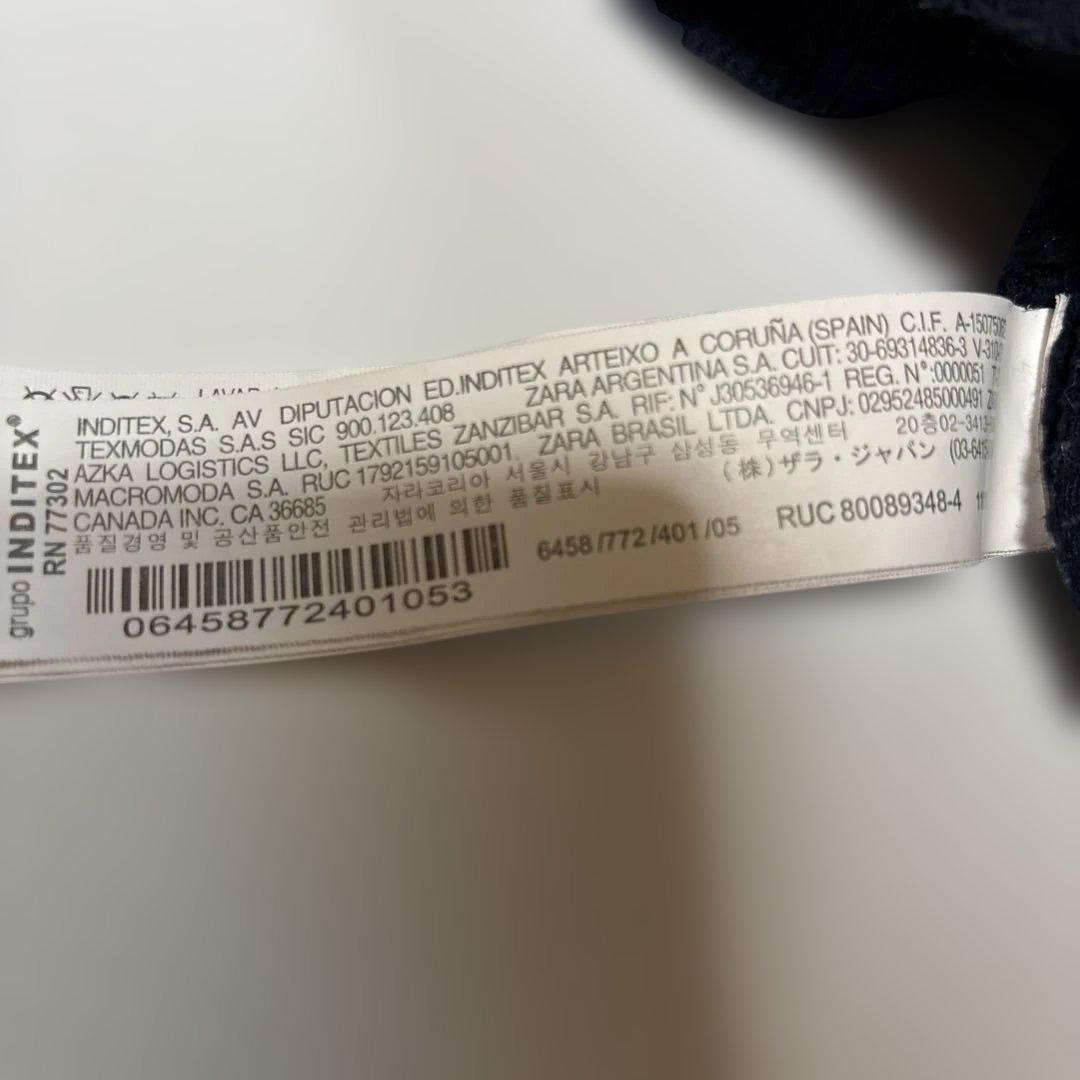 grupo INDITEX®
RN 77302
LAVAR
INDITEX, S.A. AV DIPUTACION ED.INDITEX ARTEIXO A CORUÑA (SPAIN) C.I.F.
TEXMODAS S.A.S SIC 900.123.408 ZARA ARGENTINA S.A. CUIT: 30-69314836-3
AZKA LOGISTICS LLC, TEXTILES ZANZIBAR S.A. RIF: N° J30536946-1 REG. N°:0000051
MACROMODA S.A. RUC 1792159105001. ZARA BRASIL LTDA. CNPJ: 02952485000491
CANADA INC. CA 36685 자라코리아 서울시 강남구 삼성동 무역센터 20층
품질경영 및 공산품안전 관리법에 의한 품질표시 (株)ザラ・ジャパン
6458/772/401/05 RUC 80089348-4
06458772401053